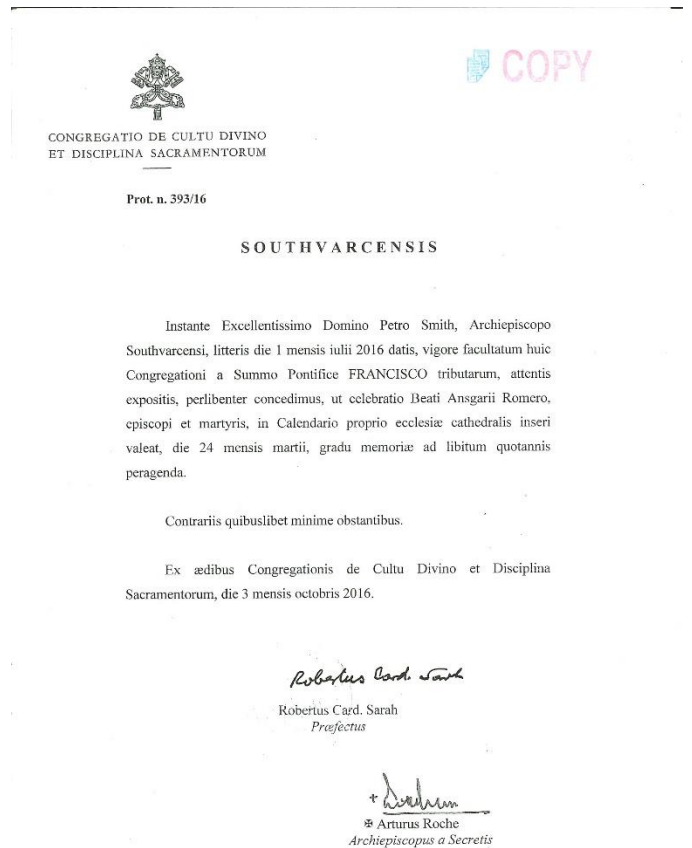 COPY
CONGREGATIO DE CULTU DIVINO
ET DISCIPLINA SACRAMENTORUM
Prot. n. 393/16
SOUTHVARCENSIS
Instante Excellentissimo Domino Petro Smith, Archiepiscopo
Southvarcensi, litteris die 1 mensis iulii 2016 datis, vigore facultatum huic
Congregationi a Summo Pontifice FRANCISCO tributarum, attentis
expositis, perlibenter concedimus, ut celebratio Beati Ansgarii Romero,
episcopi et martyris, in Calendario proprio ecclesiæ cathedralis inseri
valeat, die 24 mensis martii, gradu memoriæ ad libitum quotannis
peragenda.
Contrariis quibuslibet minime obstantibus.
Ex ædibus Congregationis de Cultu Divino et Disciplina
Sacramentorum, die 3 mensis octobris 2016.
Robertus Card. Sarah
Robertus Card. Sarah
Præfectus
✠ Arturus Roche
Archiepiscopus a Secretis